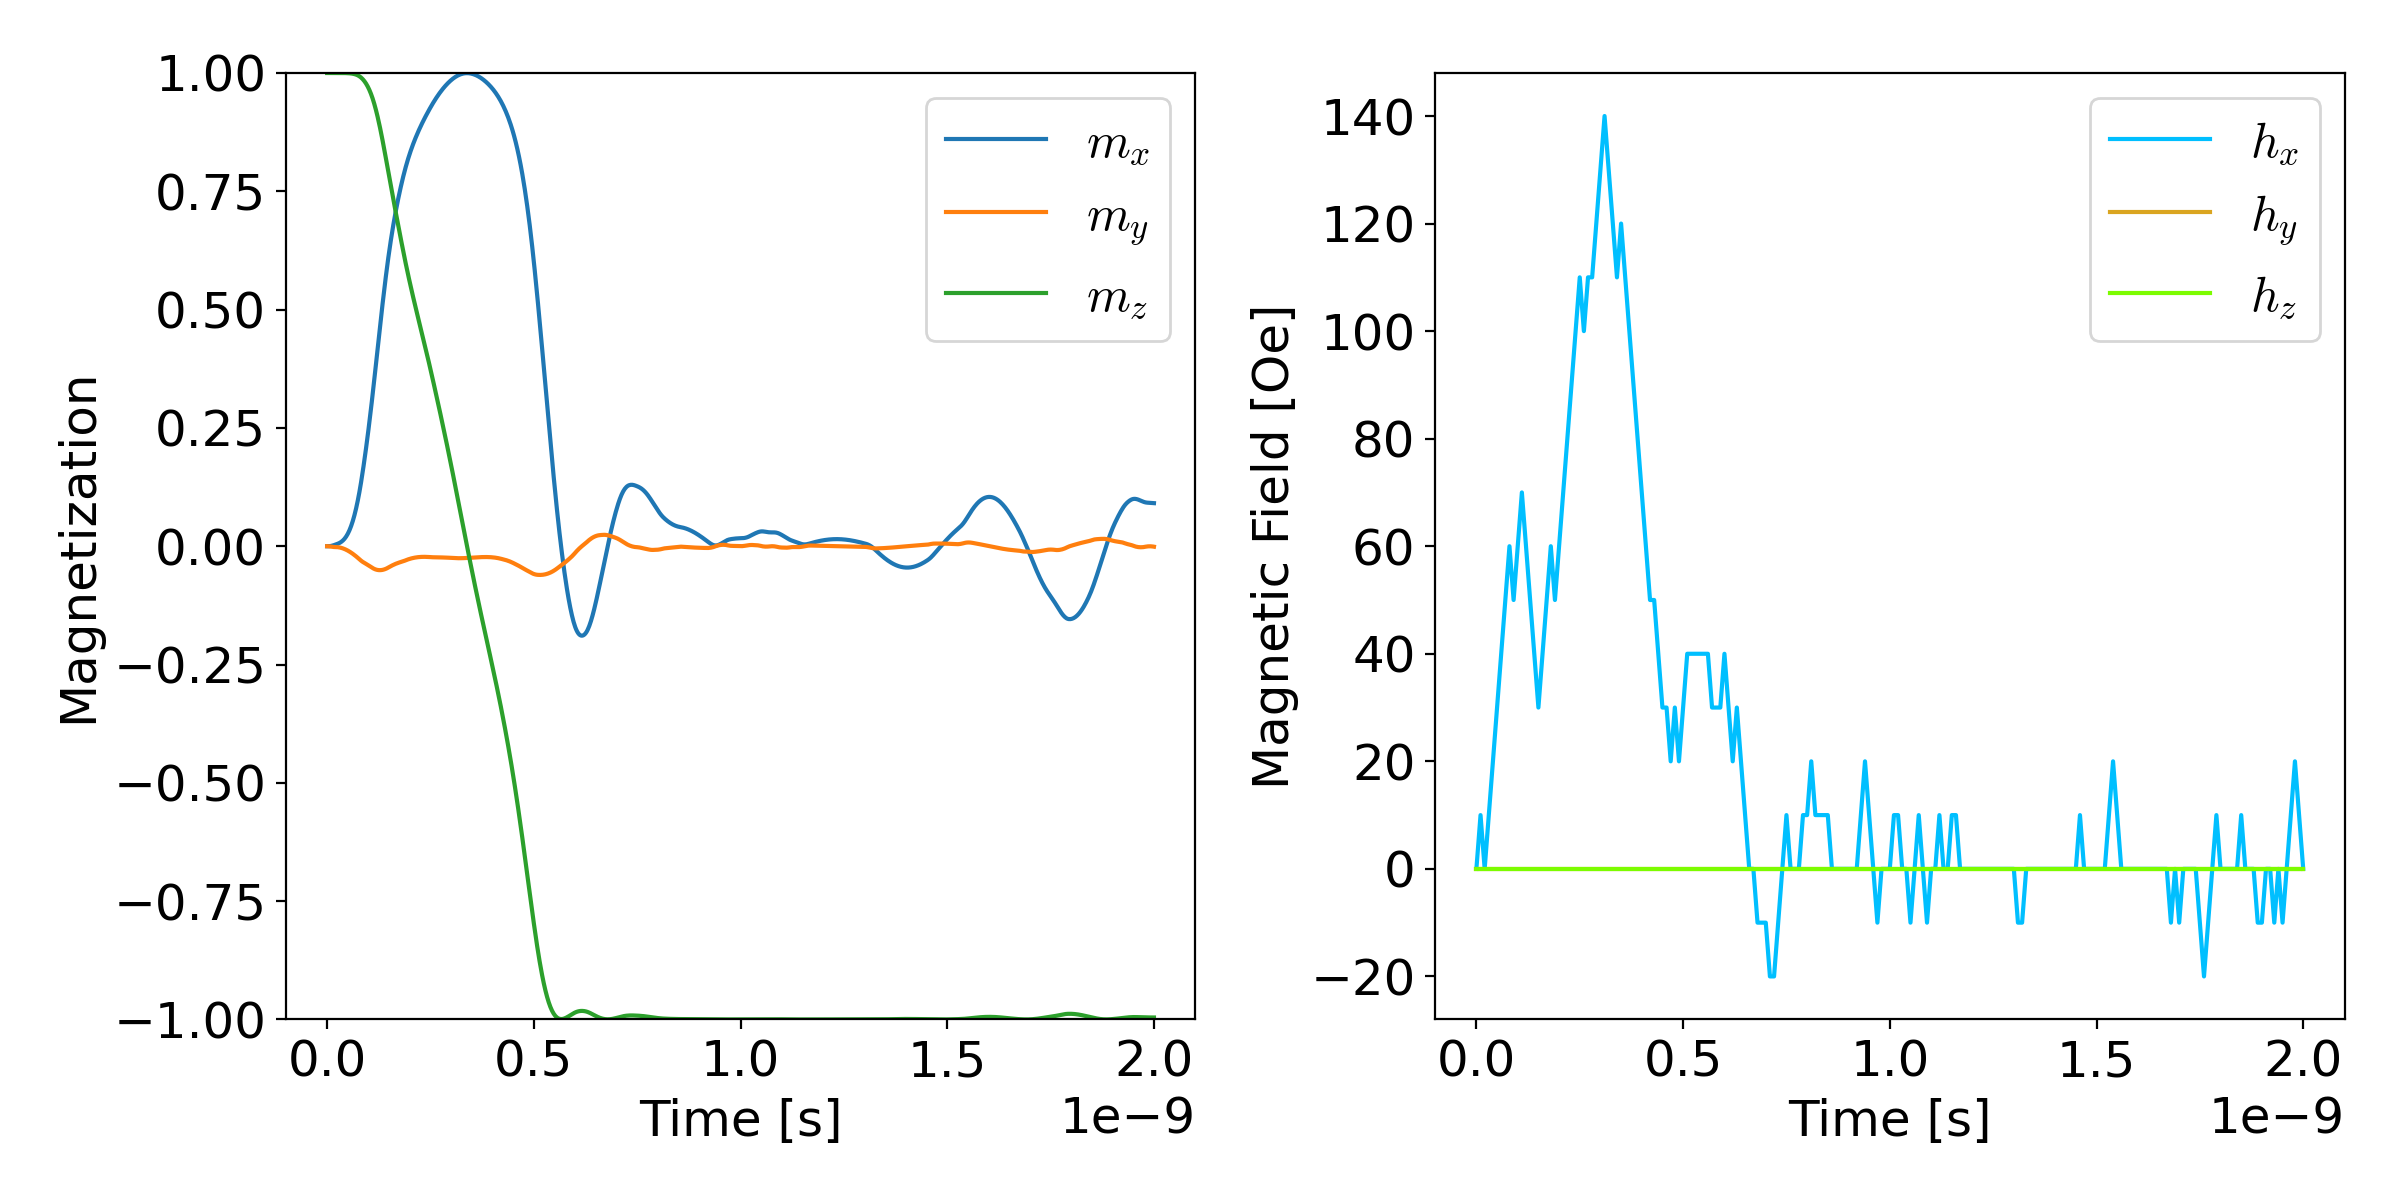 Magnetization
1.00
0.75
0.50
0.25
0.00
−0.25
−0.50
−0.75
−1.00
0.0 0.5 1.0 1.5 2.0
Time [s]
1e−9
m_x
m_y
m_z
Magnetic Field [Oe]
140
120
100
80
60
40
20
0
−20
0.0 0.5 1.0 1.5 2.0
Time [s]
1e−9
h_x
h_y
h_z